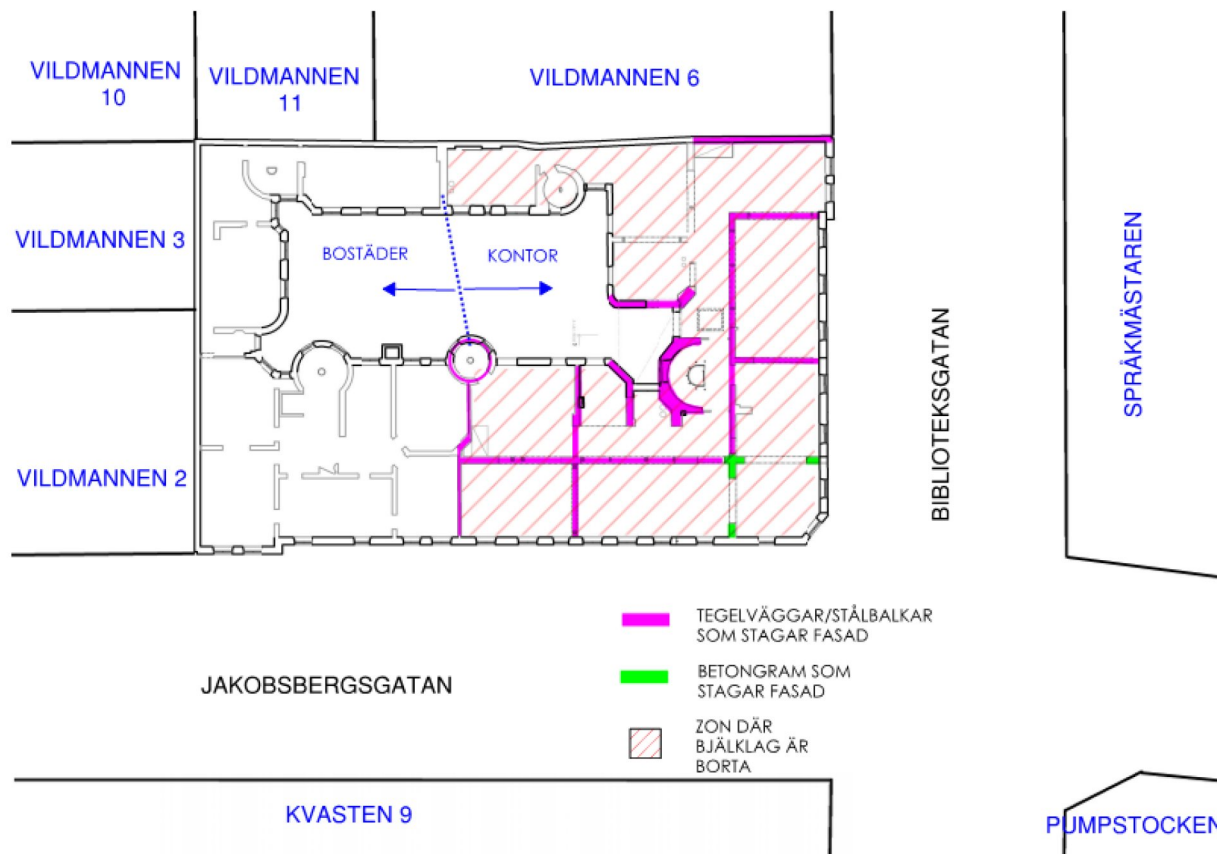 VILDMANNEN
10
VILDMANNEN
11
VILDMANNEN 6
VILDMANNEN 3
BOSTÄDER
KONTOR
SPRÅKMÄSTAREN
BIBLIOTEKSGATAN
VILDMANNEN 2
TEGELVÄGGAR/STÅLBALKAR
SOM STAGAR FASAD
BETONGRAM SOM
STAGAR FASAD
JAKOBSBERGSGATAN
ZON DÄR
BJÄLKLAG ÄR
BORTA
KVASTEN 9
PUMPSTOCKEN